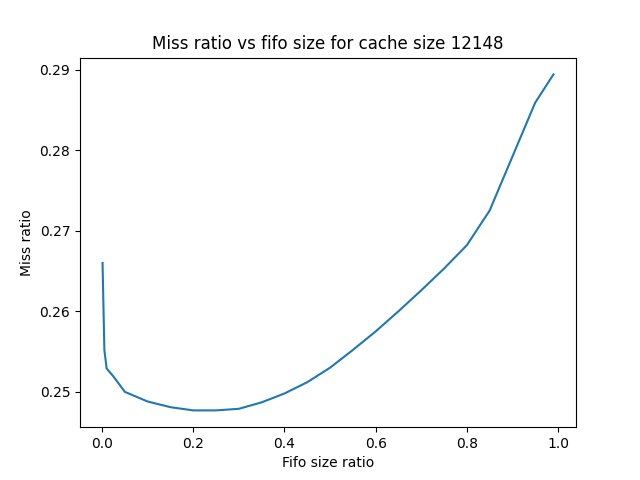 Miss ratio vs fifo size for cache size 12148
0.29
0.28
0.27
0.26
0.25
Miss ratio
0.0 0.2 0.4 0.6 0.8 1.0
Fifo size ratio